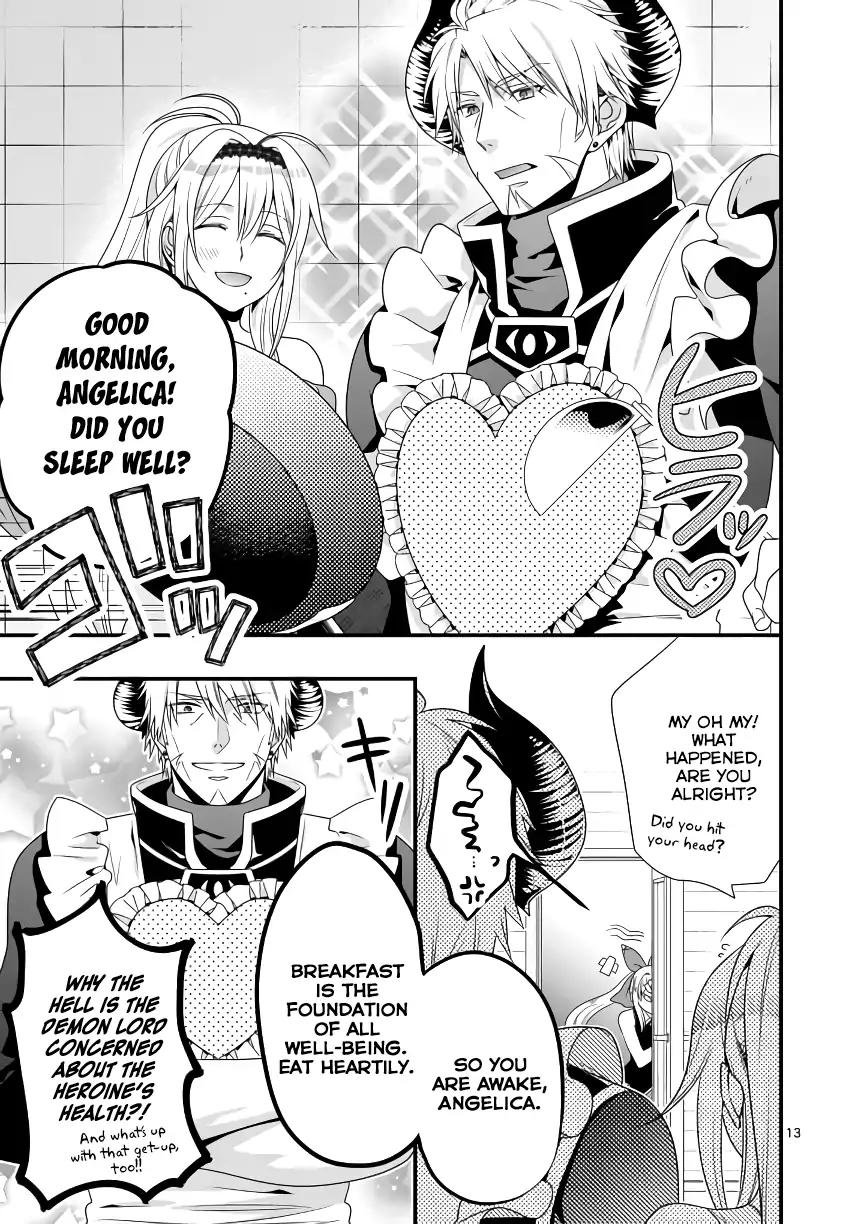 GOOD
MORNING,
ANGELICA!
DID YOU
SLEEP WELL?
ヒラッ♡
ゴッ
MY OH MY!
WHAT
HAPPENED,
ARE YOU
ALRIGHT?
Did you hit
your head?
SO YOU
ARE AWAKE,
ANGELICA.
BREAKFAST
IS THE
FOUNDATION
OF ALL
WELL-BEING.
EAT HEARTILY.
WHY THE
HELL IS THE
DEMON LORD
CONCERNED
ABOUT THE
HEROINE'S
HEALTH?!
And what's up
with that get-up,
too!!
13